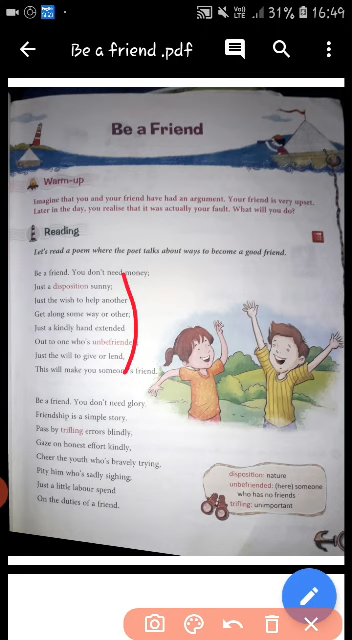 31% 16:49
Be a friend .pdf
Be a Friend
Warm-up
Imagine that you and your friend have had an argument. Your friend is very upset.
Later in the day, you realise that it was actually your fault. What will you do?
Reading
Let's read a poem where the poet talks about ways to become a good friend.
Be a friend. You don't need money;
Just a disposition sunny;
Just the wish to help another
Get along some way or other;
Just a kindly hand extended
Out to one who's unbefriended
Just the will to give or lend,
This will make you someone's friend.
Be a friend. You don't need glory.
Friendship is a simple story.
Pass by trifling errors blindly,
Gaze on honest effort kindly,
Cheer the youth who's bravely trying,
Pity him who's sadly sighing;
Just a little labour spend
On the duties of a friend.
disposition: nature
unbefriended: (here) someone
who has no friends
trifling: unimportant